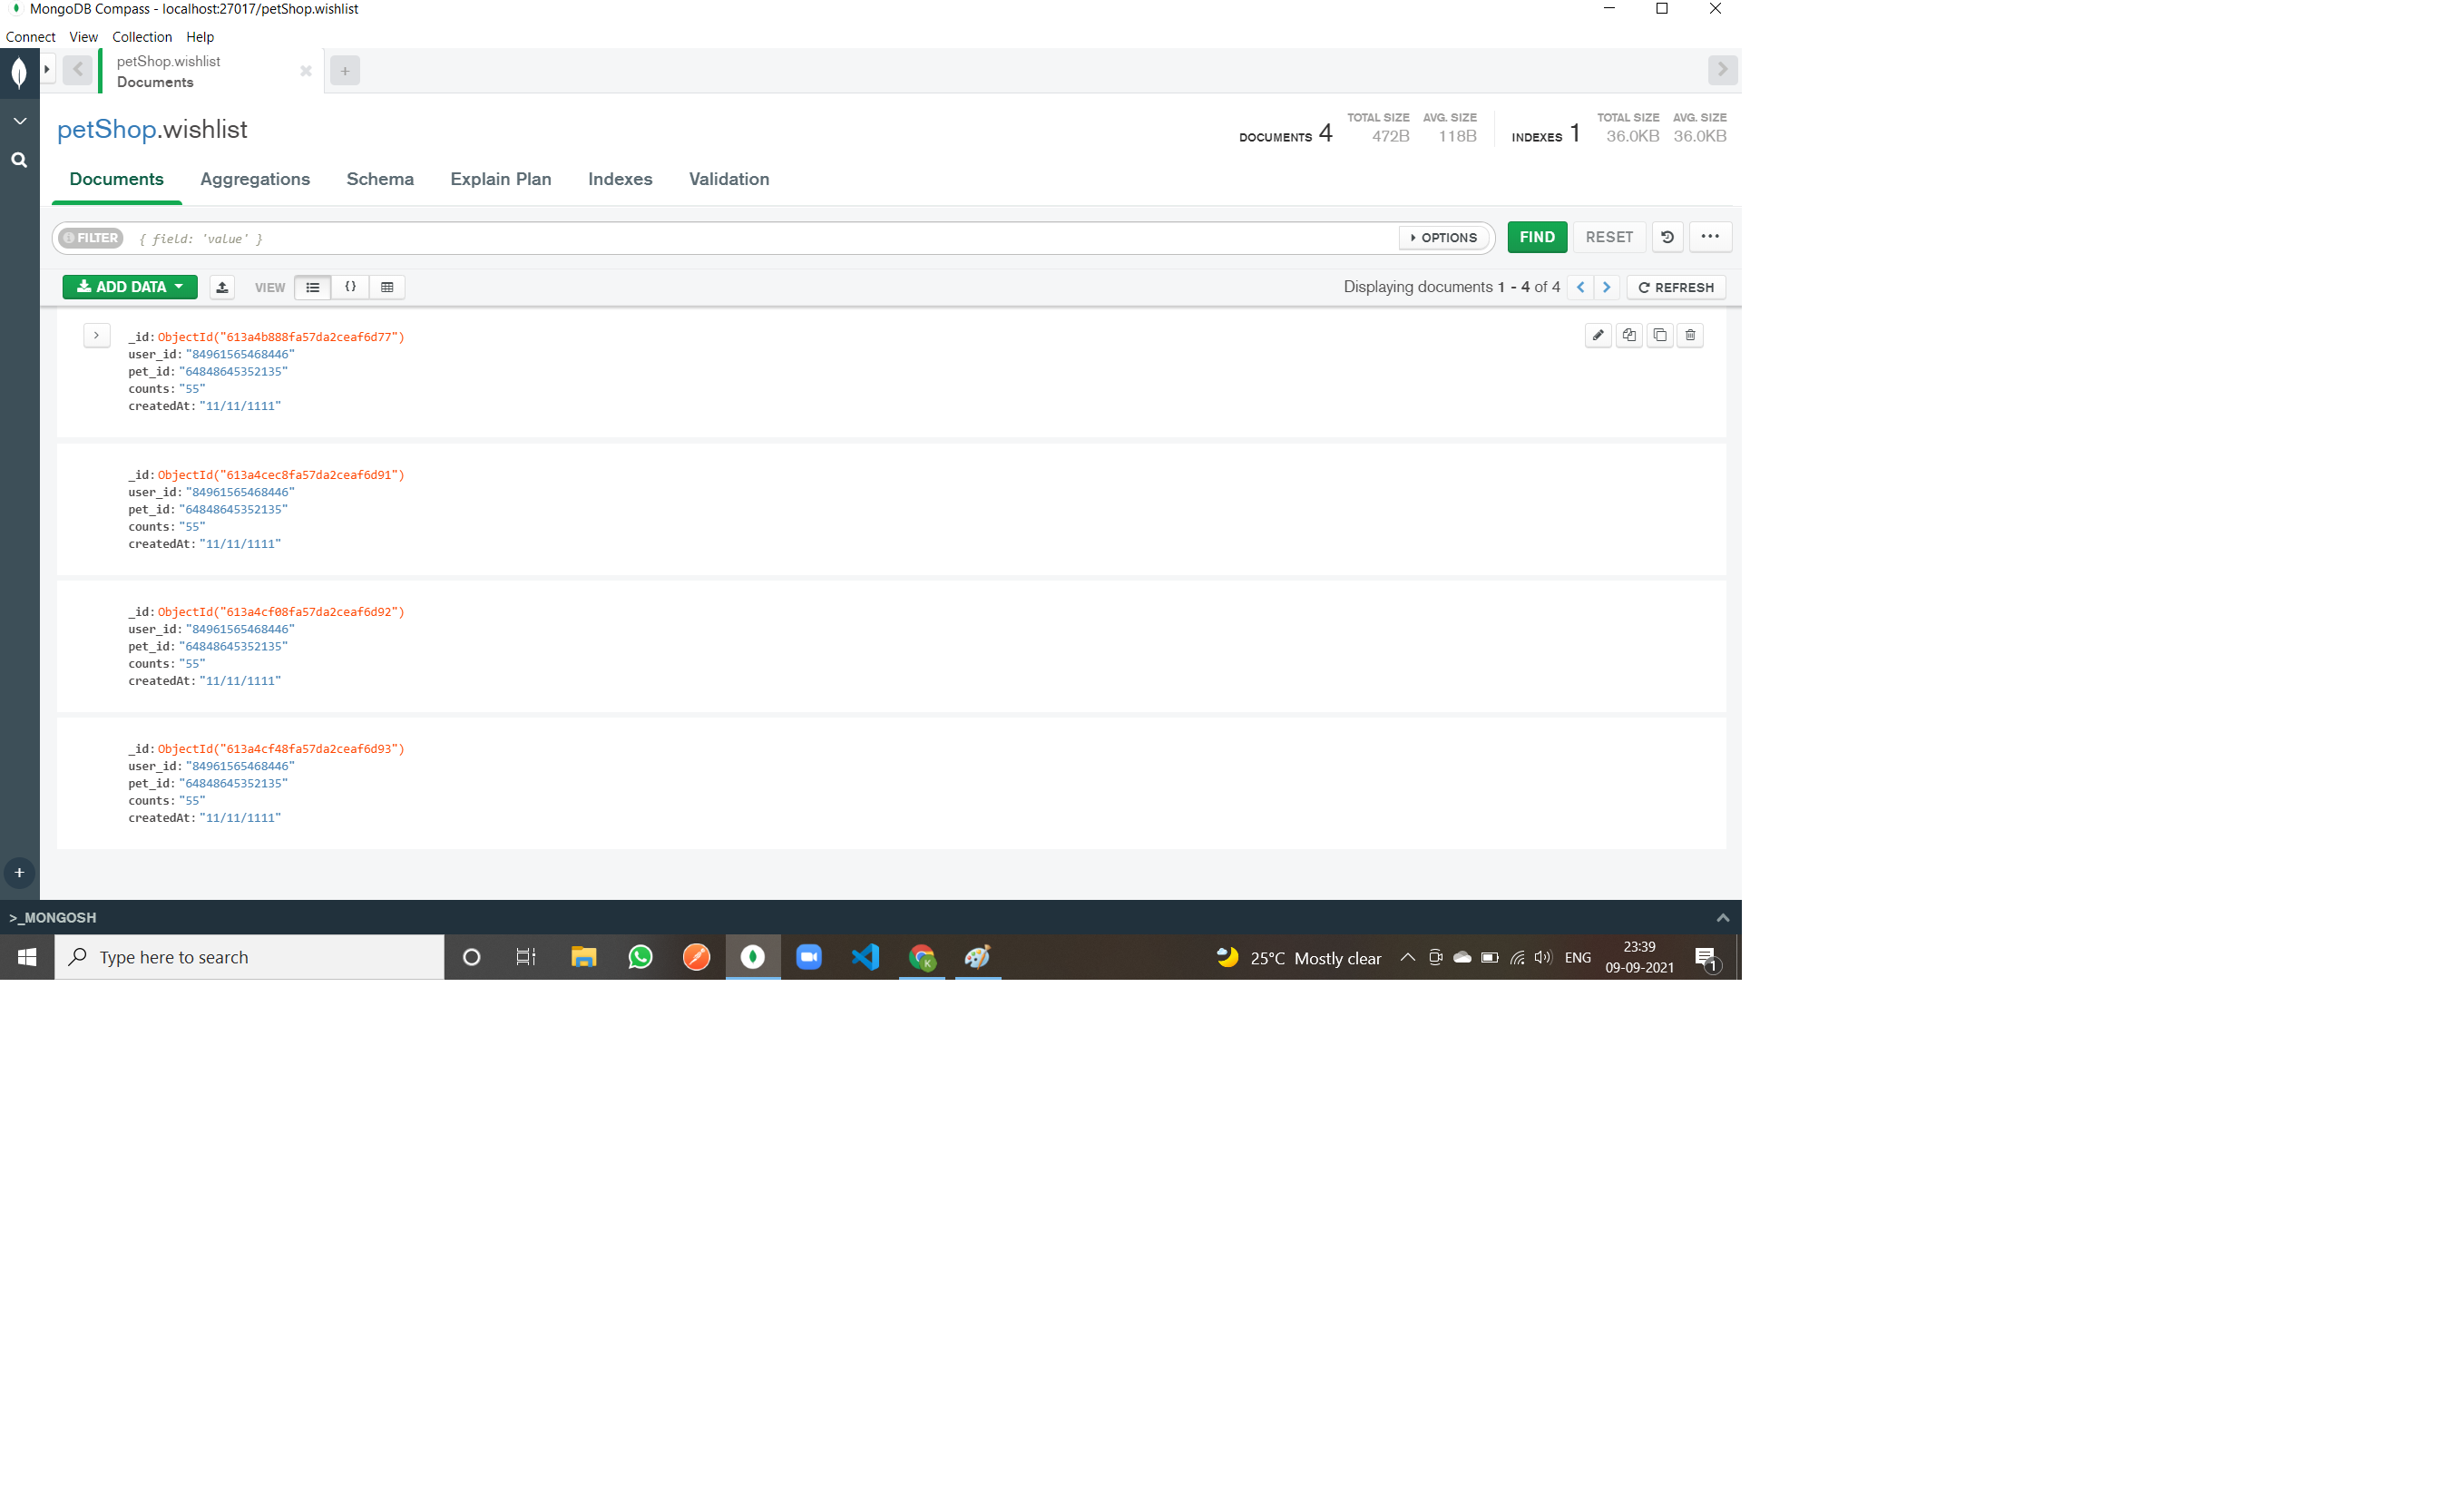 MongoDB Compass - localhost:27017/petShop.wishlist
Connect View Collection Help
petShop.wishlist
Documents
petShop.wishlist
DOCUMENTS 4 TOTAL SIZE 472B AVG. SIZE 118B INDEXES 1 TOTAL SIZE 36.0KB AVG. SIZE 36.0KB
Documents Aggregations Schema Explain Plan Indexes Validation
FILTER { field: 'value' } OPTIONS FIND RESET
ADD DATA VIEW {} Displaying documents 1 - 4 of 4 REFRESH
_id: ObjectId("613a4b888fa57da2ceaf6d77")
user_id: "84961565468446"
pet_id: "64848645352135"
counts: "55"
createdAt: "11/11/1111"
_id: ObjectId("613a4cec8fa57da2ceaf6d91")
user_id: "84961565468446"
pet_id: "64848645352135"
counts: "55"
createdAt: "11/11/1111"
_id: ObjectId("613a4cf08fa57da2ceaf6d92")
user_id: "84961565468446"
pet_id: "64848645352135"
counts: "55"
createdAt: "11/11/1111"
_id: ObjectId("613a4cf48fa57da2ceaf6d93")
user_id: "84961565468446"
pet_id: "64848645352135"
counts: "55"
createdAt: "11/11/1111"
>_MONGOSH
Type here to search K 25°C Mostly clear ENG 23:39 1
09-09-2021